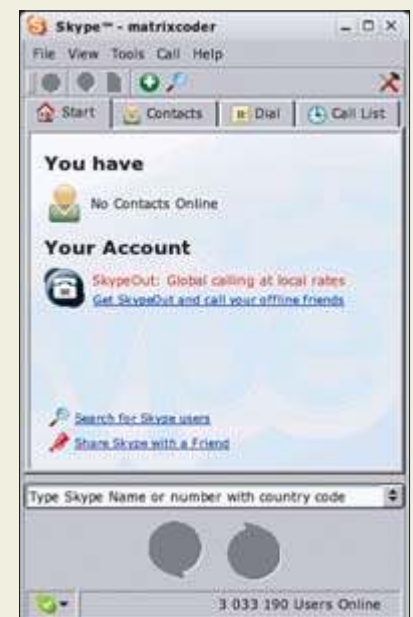 Skype™ - matrixcoder
File View Tools Call Help
Start Contacts Dial Call List
You have
No Contacts Online
Your Account
SkypeOut: Global calling at local rates
Get SkypeOut and call your offline friends
Search for Skype users
Share Skype with a Friend
Type Skype Name or number with country code
3 033 190 Users Online